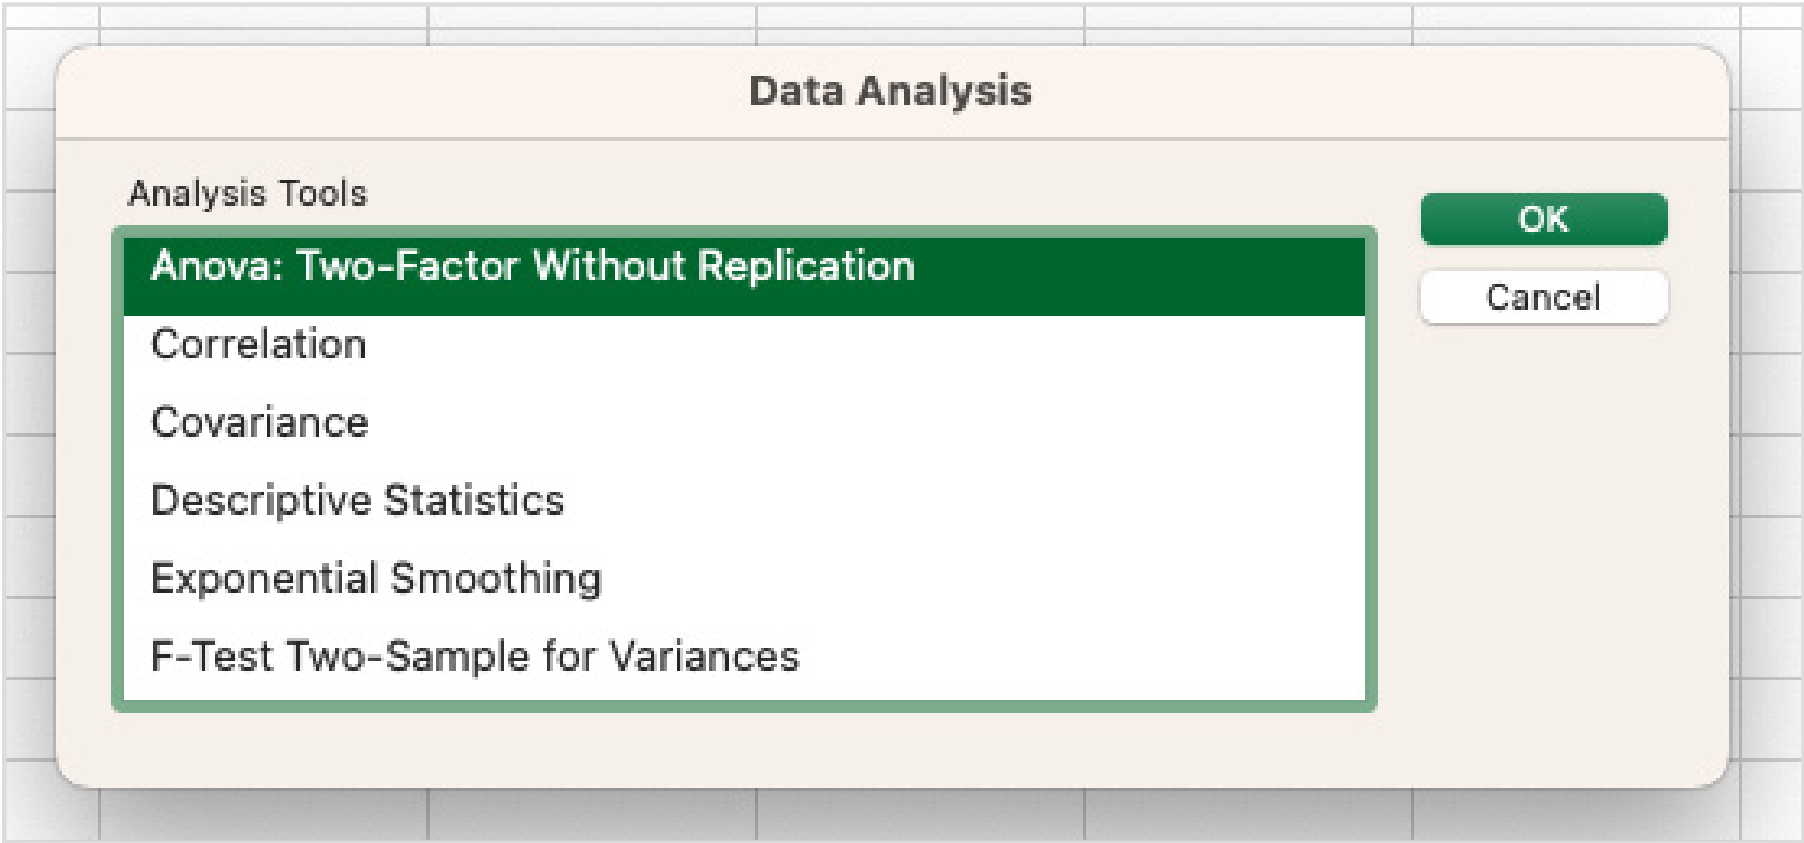 Data Analysis
Analysis Tools
Anova: Two-Factor Without Replication
Correlation
Covariance
Descriptive Statistics
Exponential Smoothing
F-Test Two-Sample for Variances
OK
Cancel